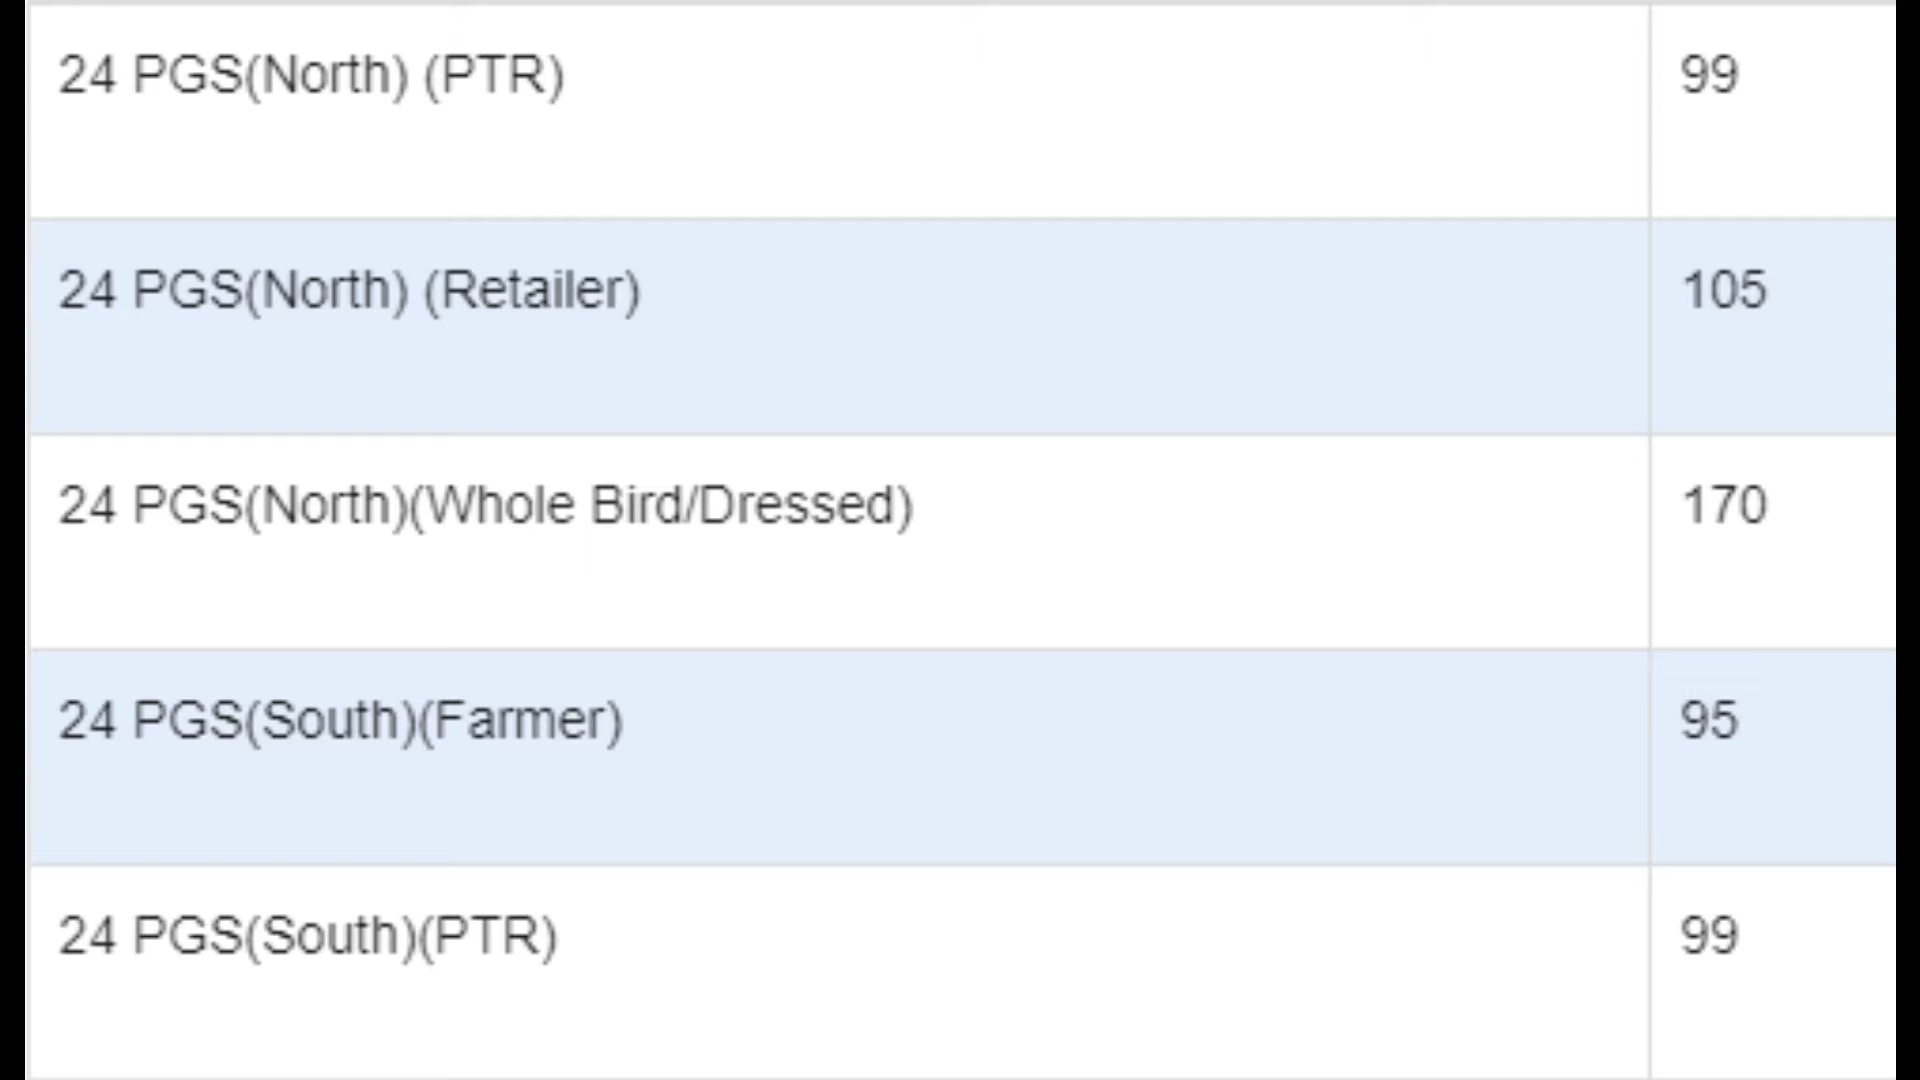 24 PGS(North) (PTR) 99
24 PGS(North) (Retailer) 105
24 PGS(North)(Whole Bird/Dressed) 170
24 PGS(South)(Farmer) 95
24 PGS(South)(PTR) 99